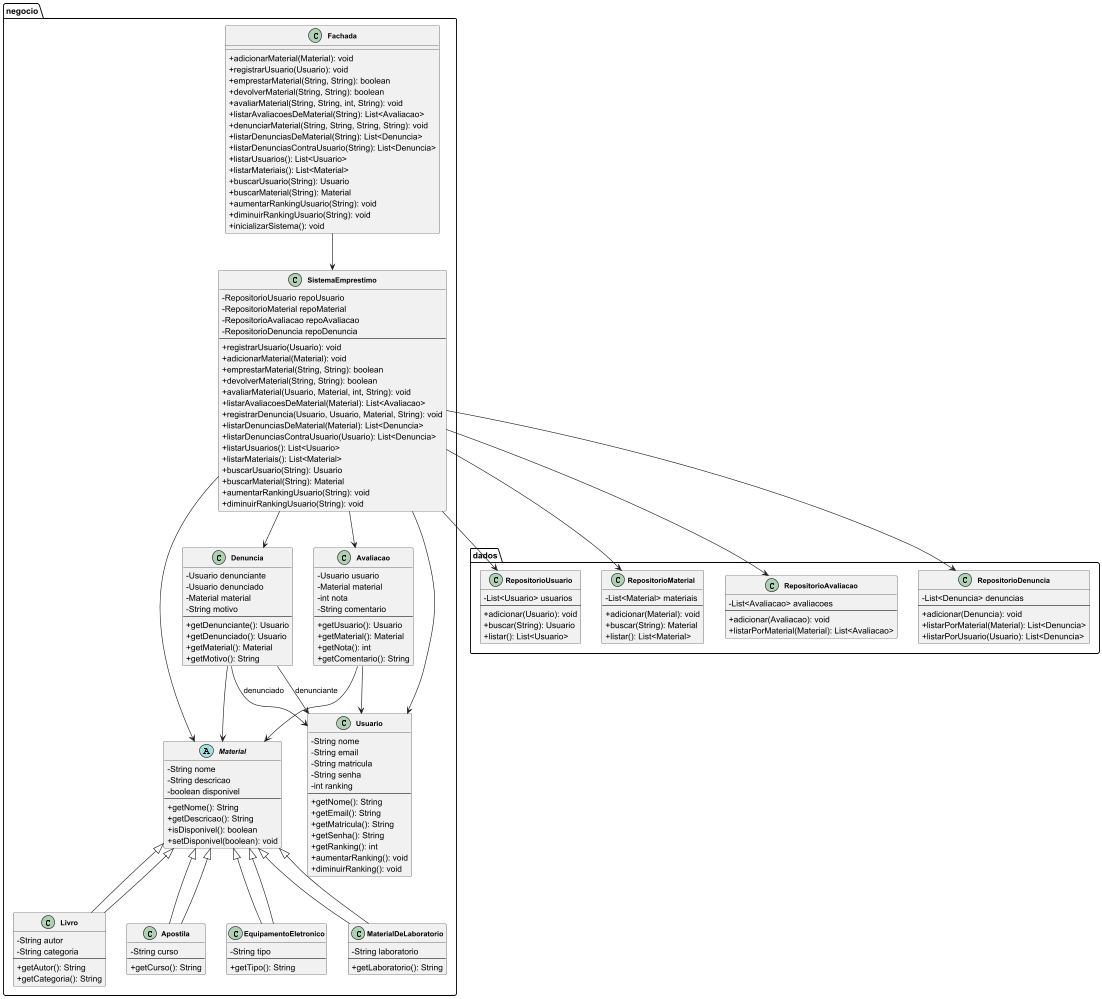 negocio
C Fachada
+adicionarMaterial(Material): void
+registrarUsuario(Usuario): void
+emprestarMaterial(String, String): boolean
+devolverMaterial(String, String): boolean
+avaliarMaterial(String, String, int, String): void
+listarAvaliacoesDeMaterial(String): List<Avaliacao>
+denunciarMaterial(String, String, String, String): void
+listarDenunciasDeMaterial(String): List<Denuncia>
+listarDenunciasContraUsuario(String): List<Denuncia>
+listarUsuarios(): List<Usuario>
+listarMateriais(): List<Material>
+buscarUsuario(String): Usuario
+buscarMaterial(String): Material
+aumentarRankingUsuario(String): void
+diminuirRankingUsuario(String): void
+inicializarSistema(): void
C SistemaEmprestimo
-RepositorioUsuario repoUsuario
-RepositorioMaterial repoMaterial
-RepositorioAvaliacao repoAvaliacao
-RepositorioDenuncia repoDenuncia
+registrarUsuario(Usuario): void
+adicionarMaterial(Material): void
+emprestarMaterial(String, String): boolean
+devolverMaterial(String, String): boolean
+avaliarMaterial(Usuario, Material, int, String): void
+listarAvaliacoesDeMaterial(Material): List<Avaliacao>
+registrarDenuncia(Usuario, Usuario, Material, String): void
+listarDenunciasDeMaterial(Material): List<Denuncia>
+listarDenunciasContraUsuario(Usuario): List<Denuncia>
+listarUsuarios(): List<Usuario>
+listarMateriais(): List<Material>
+buscarUsuario(String): Usuario
+buscarMaterial(String): Material
+aumentarRankingUsuario(String): void
+diminuirRankingUsuario(String): void
C Denuncia
-Usuario denunciante
-Usuario denunciado
-Material material
-String motivo
+getDenunciante(): Usuario
+getDenunciado(): Usuario
+getMaterial(): Material
+getMotivo(): String
C Avaliacao
-Usuario usuario
-Material material
-int nota
-String comentario
+getUsuario(): Usuario
+getMaterial(): Material
+getNota(): int
+getComentario(): String
dados
C RepositorioUsuario
-List<Usuario> usuarios
+adicionar(Usuario): void
+buscar(String): Usuario
+listar(): List<Usuario>
C RepositorioMaterial
-List<Material> materiais
+adicionar(Material): void
+buscar(String): Material
+listar(): List<Material>
C RepositorioAvaliacao
-List<Avaliacao> avaliacoes
+adicionar(Avaliacao): void
+listarPorMaterial(Material): List<Avaliacao>
C RepositorioDenuncia
-List<Denuncia> denuncias
+adicionar(Denuncia): void
+listarPorMaterial(Material): List<Denuncia>
+listarPorUsuario(Usuario): List<Denuncia>
denunciado
denunciante
A Material
-String nome
-String descricao
-boolean disponivel
+getNome(): String
+getDescricao(): String
+isDisponivel(): boolean
+setDisponivel(boolean): void
C Usuario
-String nome
-String email
-String matricula
-String senha
-int ranking
+getNome(): String
+getEmail(): String
+getMatricula(): String
+getSenha(): String
+getRanking(): int
+aumentarRanking(): void
+diminuirRanking(): void
C Livro
-String autor
-String categoria
+getAutor(): String
+getCategoria(): String
C Apostila
-String curso
+getCurso(): String
C EquipamentoEletronico
-String tipo
+getTipo(): String
C MaterialDeLaboratorio
-String laboratorio
+getLaboratorio(): String